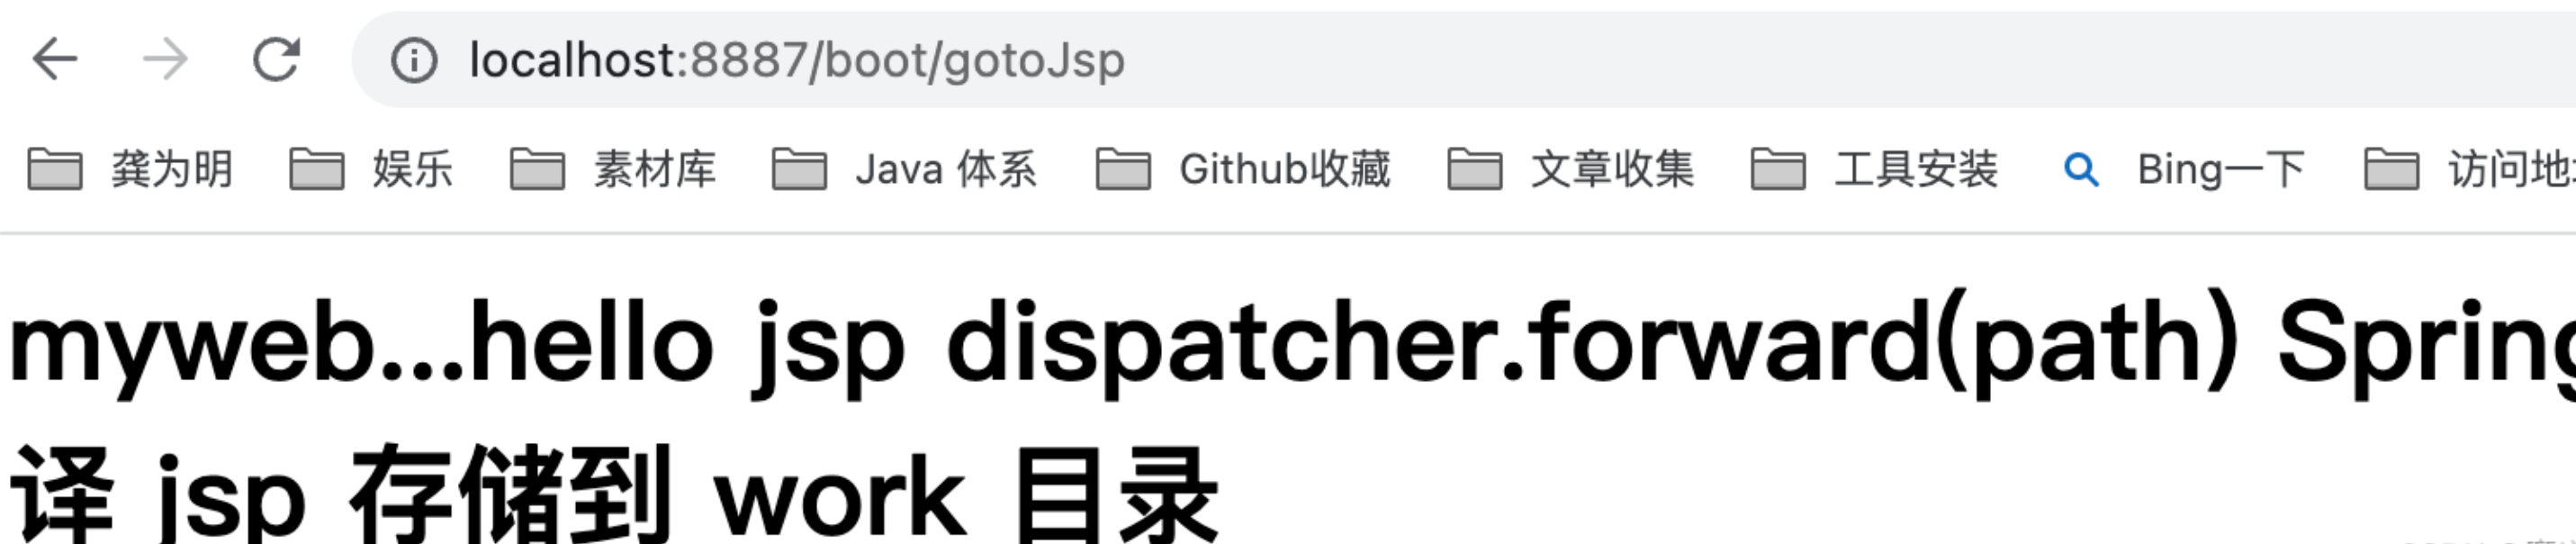 localhost:8887/boot/gotoJsp
龚为明 娱乐 素材库 Java 体系 Github收藏 文章收集 工具安装 Bing一下 访问地
myweb...hello jsp dispatcher.forward(path) Spring
译 jsp 存储到 work 目录